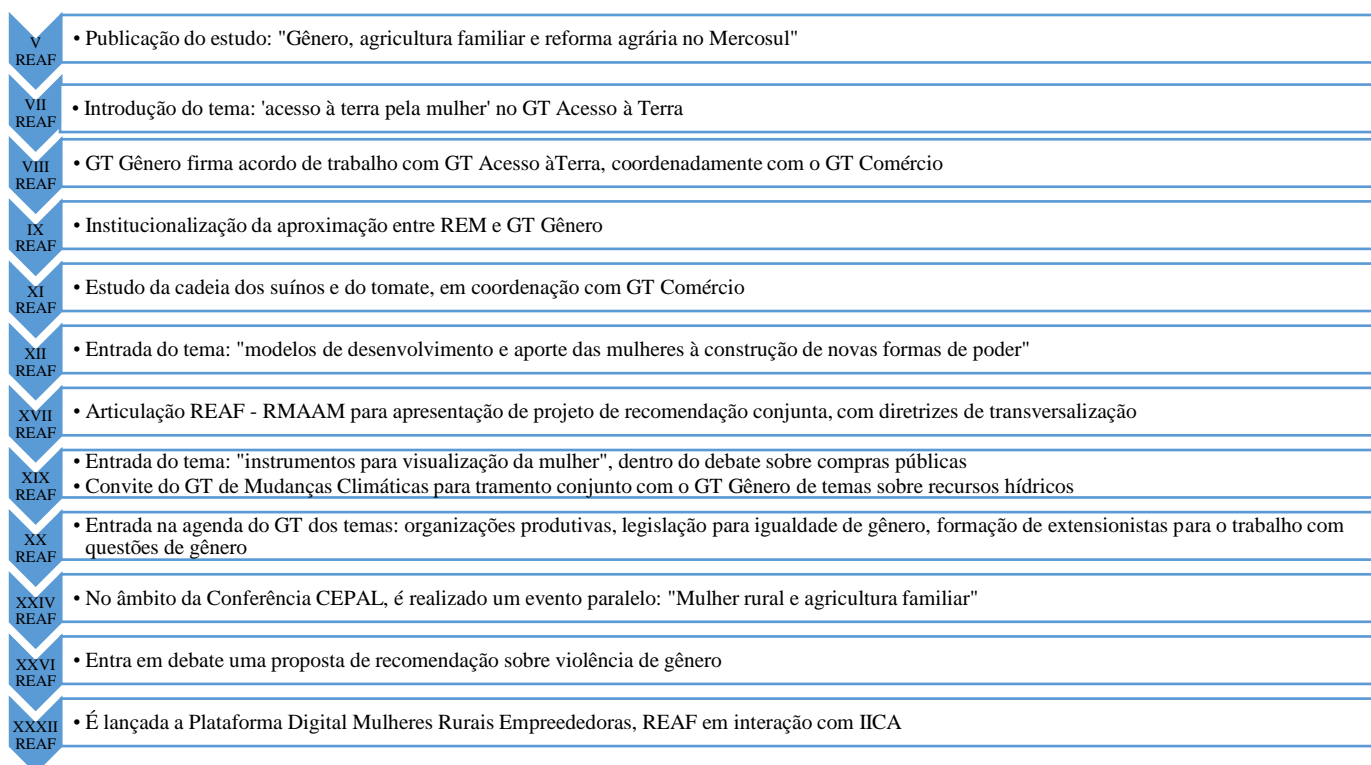 V
REAF
• Publicação do estudo: "Gênero, agricultura familiar e reforma agrária no Mercosul"
VII
REAF
• Introdução do tema: 'acesso à terra pela mulher' no GT Acesso à Terra
VIII
REAF
• GT Gênero firma acordo de trabalho com GT Acesso àTerra, coordenadamente com o GT Comércio
IX
REAF
• Institucionalização da aproximação entre REM e GT Gênero
XI
REAF
• Estudo da cadeia dos suínos e do tomate, em coordenação com GT Comércio
XII
REAF
• Entrada do tema: "modelos de desenvolvimento e aporte das mulheres à construção de novas formas de poder"
XVII
REAF
• Articulação REAF - RMAAM para apresentação de projeto de recomendação conjunta, com diretrizes de transversalização
XIX
REAF
• Entrada do tema: "instrumentos para visualização da mulher", dentro do debate sobre compras públicas
• Convite do GT de Mudanças Climáticas para tramento conjunto com o GT Gênero de temas sobre recursos hídricos
XX
REAF
• Entrada na agenda do GT dos temas: organizações produtivas, legislação para igualdade de gênero, formação de extensionistas para o trabalho com
questões de gênero
XXIV
REAF
• No âmbito da Conferência CEPAL, é realizado um evento paralelo: "Mulher rural e agricultura familiar"
XXVI
REAF
• Entra em debate uma proposta de recomendação sobre violência de gênero
XXXII
REAF
• É lançada a Plataforma Digital Mulheres Rurais Empreededoras, REAF em interação com IICA